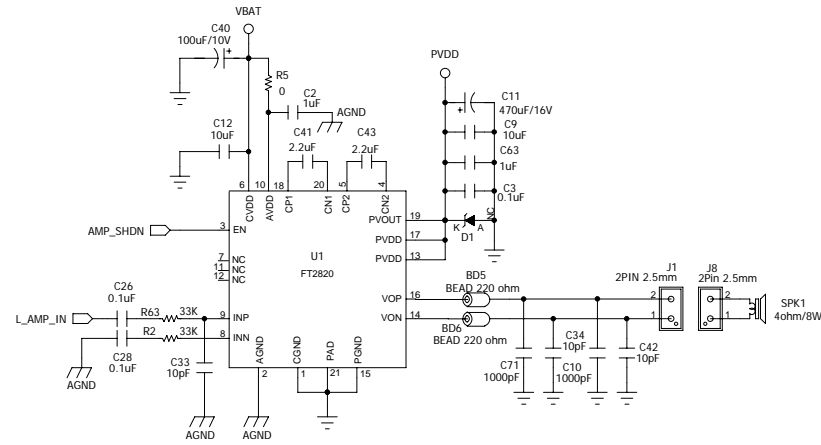 VBAT
C40
100uF/10V
+
R5
0
C2
1uF
AGND
C12
10uF
C41
2.2uF
C43
2.2uF
PVDD
C11
+
470uF/16V
C9
10uF
C63
1uF
C3
0.1uF
NC
K
A
D1
6
10
18
20
5
4
CVDD
AVDD
CP1
CN1
CP2
CN2
AMP_SHDN
3
EN
PVOUT
19
U1
FT2820
PVDD
17
7
NC
11
NC
12
NC
PVDD
13
L_AMP_IN
C26
0.1uF
R63
33K
9
INP
VOP
16
R2
33K
8
INN
VON
14
C28
0.1uF
AGND
C33
10pF
AGND
CGND
PAD
PGND
2
1
21
15
AGND
AGND
BD5
BEAD 220 ohm
BD6
BEAD 220 ohm
C71
1000pF
C34
10pF
C10
1000pF
C42
10pF
J1
2PIN 2.5mm
2
1
J8
2Pin 2.5mm
2
1
SPK1
4ohm/8W